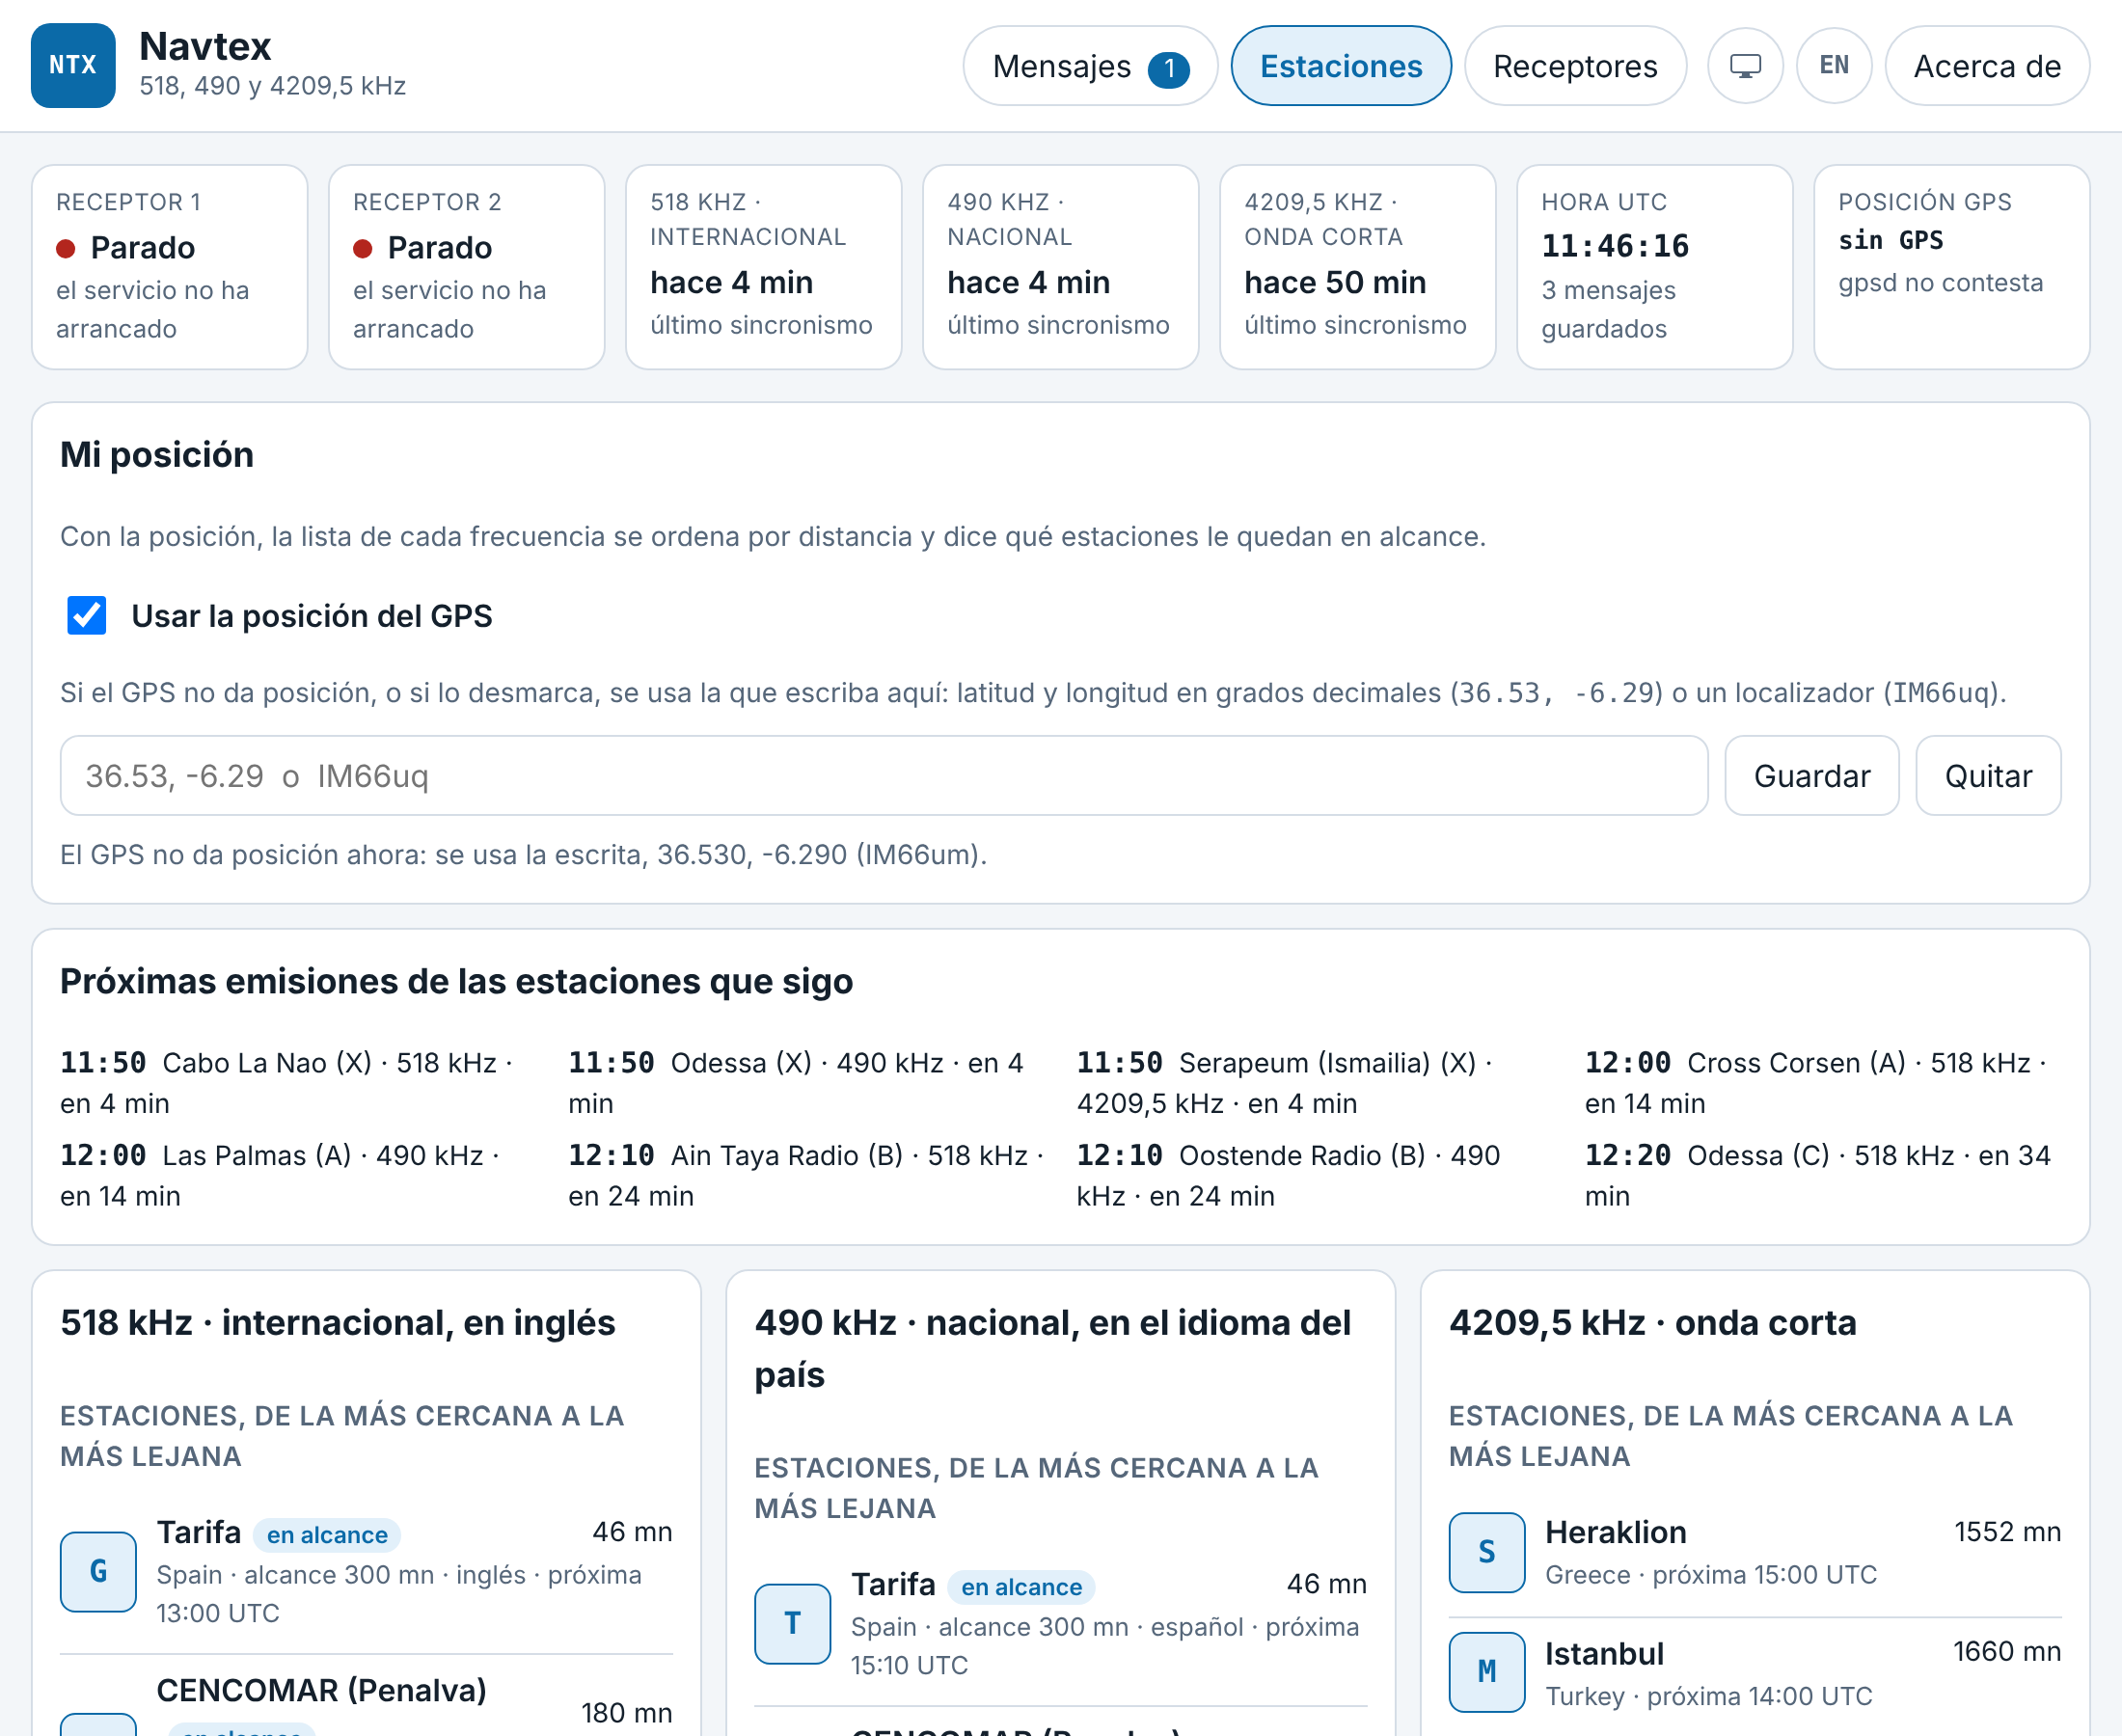 NTX
Navtex
518, 490 y 4209,5 kHz
Mensajes 1
Estaciones
Receptores
EN
Acerca de
RECEPTOR 1
Parado
el servicio no ha
arrancado
RECEPTOR 2
Parado
el servicio no ha
arrancado
518 KHZ ·
INTERNACIONAL
hace 4 min
último sincronismo
490 KHZ ·
NACIONAL
hace 4 min
último sincronismo
4209,5 KHZ ·
ONDA CORTA
hace 50 min
último sincronismo
HORA UTC
11:46:16
3 mensajes
guardados
POSICIÓN GPS
sin GPS
gpsd no contesta
Mi posición
Con la posición, la lista de cada frecuencia se ordena por distancia y dice qué estaciones le quedan en alcance.
Usar la posición del GPS
Si el GPS no da posición, o si lo desmarca, se usa la que escriba aquí: latitud y longitud en grados decimales (36.53, -6.29) o un localizador (IM66uq).
36.53, -6.29 o IM66uq
Guardar
Quitar
El GPS no da posición ahora: se usa la escrita, 36.530, -6.290 (IM66um).
Próximas emisiones de las estaciones que sigo
11:50 Cabo La Nao (X) · 518 kHz ·
en 4 min
11:50 Odessa (X) · 490 kHz · en 4
min
11:50 Serapeum (Ismailia) (X) ·
4209,5 kHz · en 4 min
12:00 Cross Corsen (A) · 518 kHz ·
en 14 min
12:00 Las Palmas (A) · 490 kHz ·
en 14 min
12:10 Ain Taya Radio (B) · 518 kHz ·
en 24 min
12:10 Oostende Radio (B) · 490
kHz · en 24 min
12:20 Odessa (C) · 518 kHz · en 34
min
518 kHz · internacional, en inglés
ESTACIONES, DE LA MÁS CERCANA A LA
MÁS LEJANA
G
Tarifa en alcance 46 mn
Spain · alcance 300 mn · inglés · próxima
13:00 UTC
CENCOMAR (Penalva)
en alcance
180 mn
490 kHz · nacional, en el idioma del
país
ESTACIONES, DE LA MÁS CERCANA A LA
MÁS LEJANA
T
Tarifa en alcance 46 mn
Spain · alcance 300 mn · español · próxima
15:10 UTC
CENCOMAR (Penalva)
4209,5 kHz · onda corta
ESTACIONES, DE LA MÁS CERCANA A LA
MÁS LEJANA
S
Heraklion 1552 mn
Greece · próxima 15:00 UTC
M
Istanbul 1660 mn
Turkey · próxima 14:00 UTC